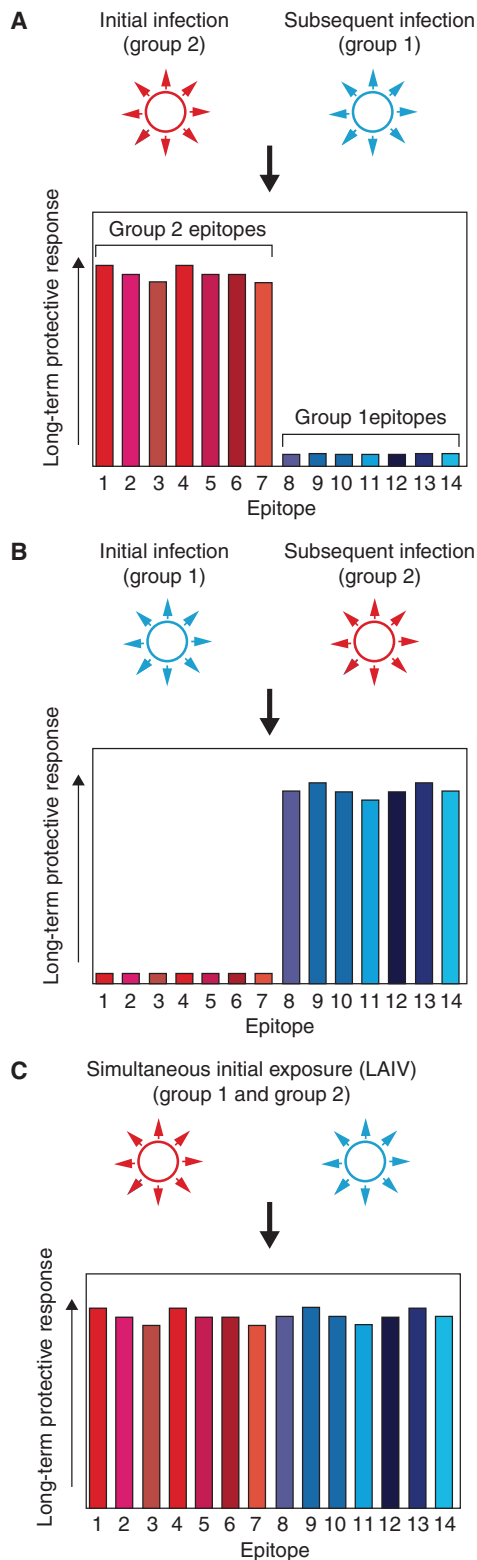 A
Initial infection
(group 2)
Subsequent infection
(group 1)
Long-term protective response
Group 2 epitopes
Group 1epitopes
1 2 3 4 5 6 7 8 9 10 11 12 13 14
Epitope
B
Initial infection
(group 1)
Subsequent infection
(group 2)
Long-term protective response
1 2 3 4 5 6 7 8 9 10 11 12 13 14
Epitope
C
Simultaneous initial exposure (LAIV)
(group 1 and group 2)
Long-term protective response
1 2 3 4 5 6 7 8 9 10 11 12 13 14
Epitope